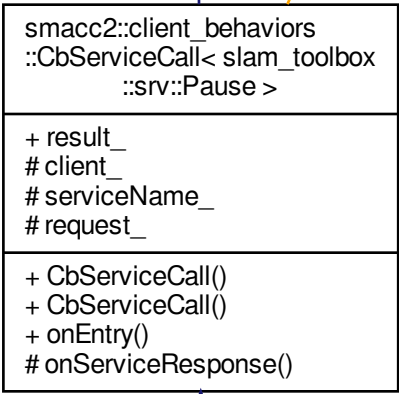 smacc2::client_behaviors
::CbServiceCall< slam_toolbox
::srv::Pause >
+ result_
# client_
# serviceName_
# request_
+ CbServiceCall()
+ CbServiceCall()
+ onEntry()
# onServiceResponse()